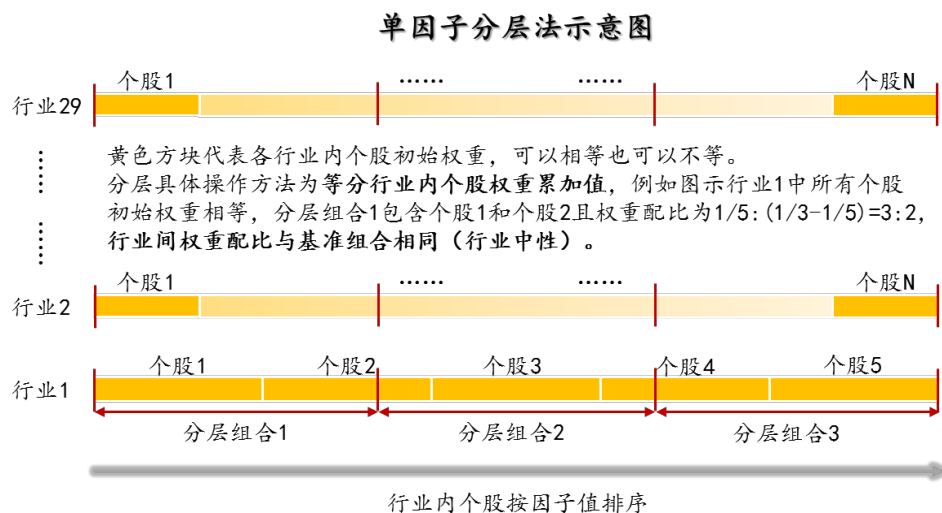 单因子分层法示意图
个股1 …… …… 个股N
行业29
……
黄色方块代表各行业内个股初始权重，可以相等也可以不等。
分层具体操作方法为等分行业内个股权重累加值，例如图示行业1中所有个股
初始权重相等，分层组合1包含个股1和个股2且权重配比为1/5:(1/3-1/5)=3:2，
行业间权重配比与基准组合相同（行业中性）。
……
个股1 …… …… 个股N
行业2
个股1 个股2 个股3 个股4 个股5
行业1
分层组合1 分层组合2 分层组合3
行业内个股按因子值排序